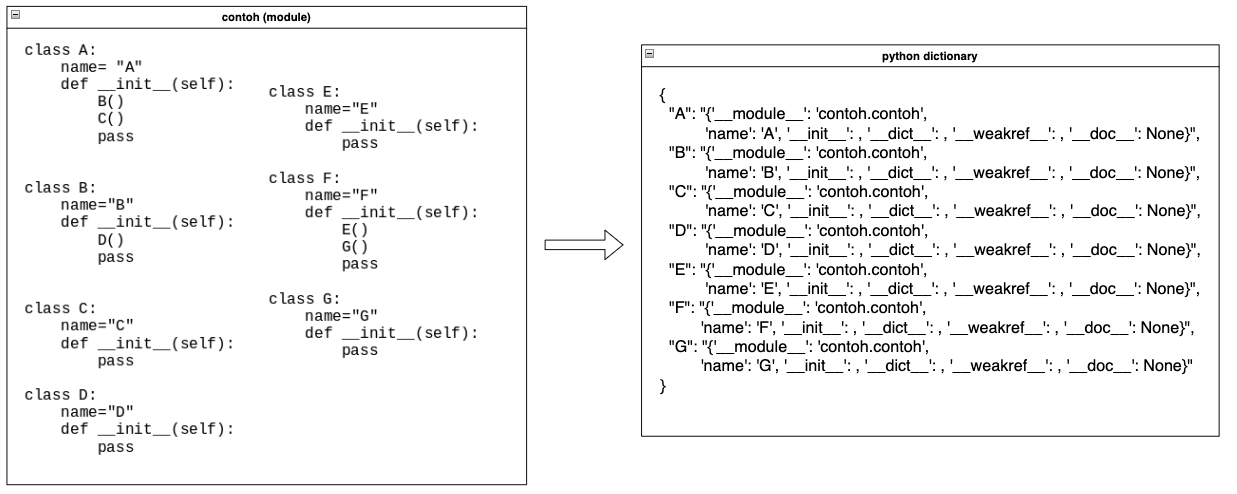 contoh (module)
class A:
    name= "A"
    def __init__(self):
        B()
        C()
        pass
class B:
    name="B"
    def __init__(self):
        D()
        pass
class C:
    name="C"
    def __init__(self):
        pass
class D:
    name="D"
    def __init__(self):
        pass
class E:
    name="E"
    def __init__(self):
        pass
class F:
    name="F"
    def __init__(self):
        E()
        G()
        pass
class G:
    name="G"
    def __init__(self):
        pass
python dictionary
{
"A": "{'__module__': 'contoh.contoh',
'name': 'A', '__init__': , '__dict__': , '__weakref__': , '__doc__': None}",
"B": "{'__module__': 'contoh.contoh',
'name': 'B', '__init__': , '__dict__': , '__weakref__': , '__doc__': None}",
"C": "{'__module__': 'contoh.contoh',
'name': 'C', '__init__': , '__dict__': , '__weakref__': , '__doc__': None}",
"D": "{'__module__': 'contoh.contoh',
'name': 'D', '__init__': , '__dict__': , '__weakref__': , '__doc__': None}",
"E": "{'__module__': 'contoh.contoh',
'name': 'E', '__init__': , '__dict__': , '__weakref__': , '__doc__': None}",
"F": "{'__module__': 'contoh.contoh',
'name': 'F', '__init__': , '__dict__': , '__weakref__': , '__doc__': None}",
"G": "{'__module__': 'contoh.contoh',
'name': 'G', '__init__': , '__dict__': , '__weakref__': , '__doc__': None}"
}